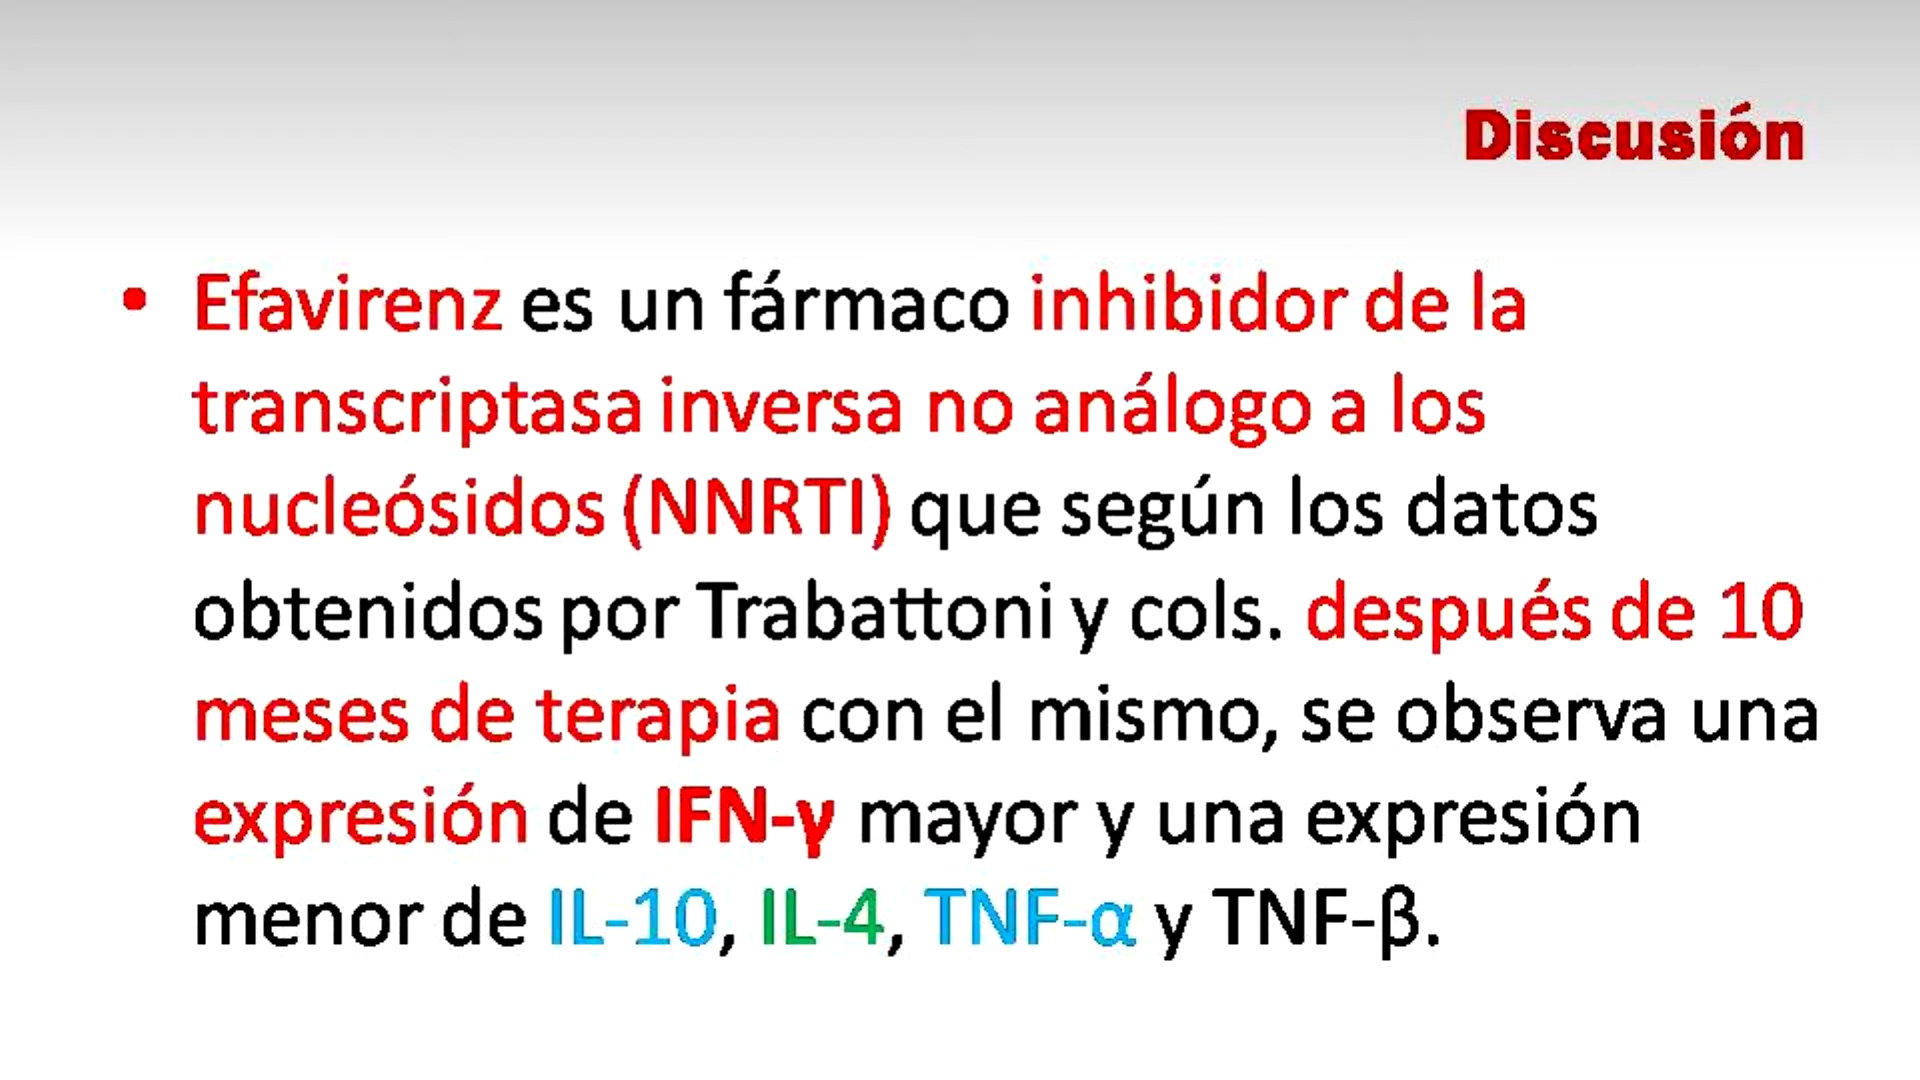 Discusión
• Efavirenz es un fármaco inhibidor de la
transcriptasa inversa no análogo a los
nucleósidos (NNRTI) que según los datos
obtenidos por Trabattoni y cols. después de 10
meses de terapia con el mismo, se observa una
expresión de IFN-γ mayor y una expresión
menor de IL-10, IL-4, TNF-α y TNF-β.